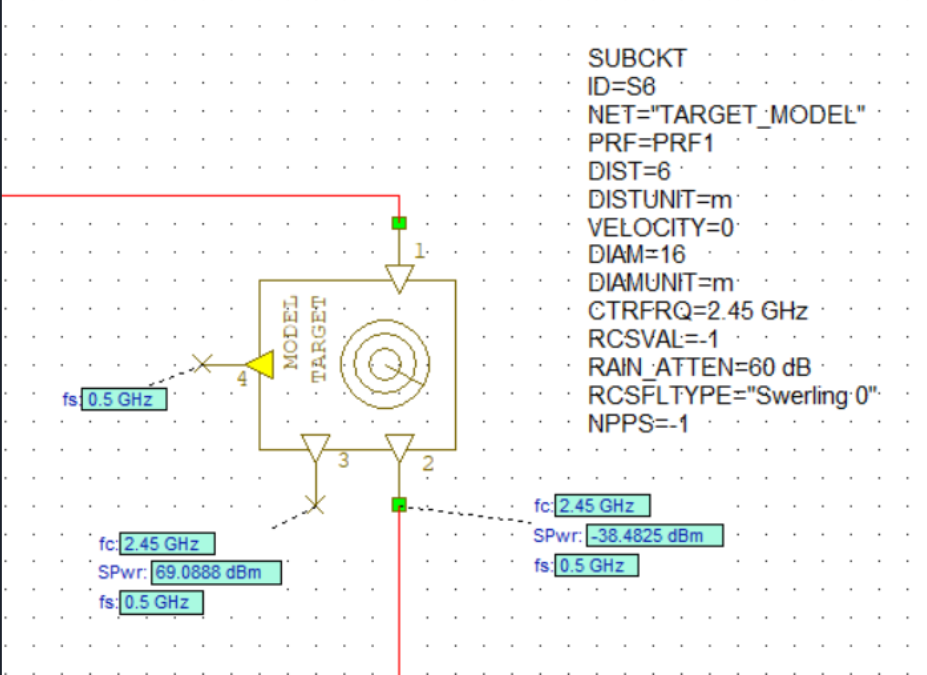 SUBCKT
ID=S6
NET="TARGET_MODEL"
PRF=PRF1
DIST=6
DISTUNIT=m
VELOCITY=0
DIAM=16
DIAMUNIT=m
CTRFRQ=2.45 GHz
RCSVAL=-1
RAIN_ATTEN=60 dB
RCSFLTYPE="Swerling 0"
NPPS=-1
1
MODEL
TARGET
4
fs: 0.5 GHz
3
2
fc: 2.45 GHz
SPwr: -38.4825 dBm
fs: 0.5 GHz
fc: 2.45 GHz
SPwr: 69.0888 dBm
fs: 0.5 GHz